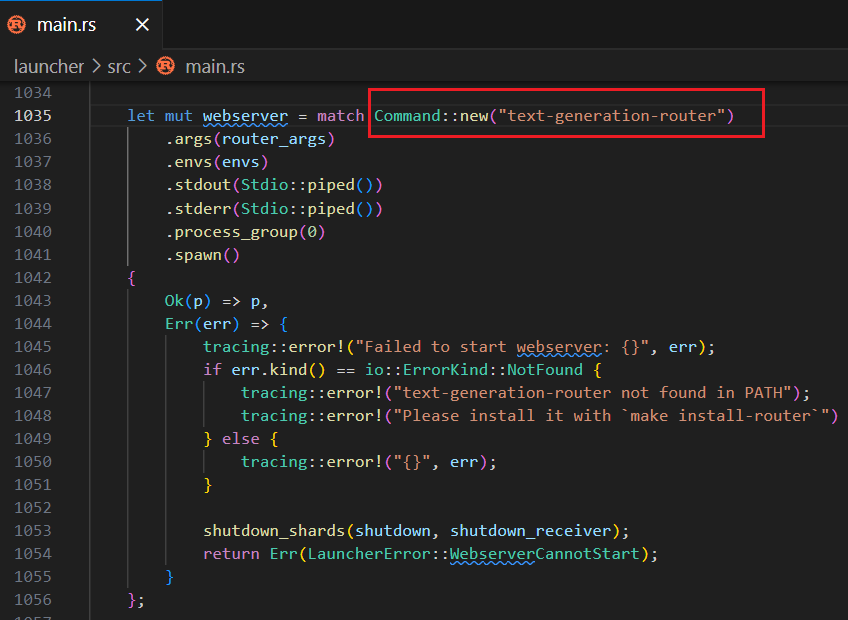 main.rs
launcher > src > main.rs
1034
1035 let mut webserver = match Command::new("text-generation-router")
1036 .args(router_args)
1037 .envs(envs)
1038 .stdout(Stdio::piped())
1039 .stderr(Stdio::piped())
1040 .process_group(0)
1041 .spawn()
1042 {
1043 Ok(p) => p,
1044 Err(err) => {
1045 tracing::error!("Failed to start webserver: {}", err);
1046 if err.kind() == io::ErrorKind::NotFound {
1047 tracing::error!("text-generation-router not found in PATH");
1048 tracing::error!("Please install it with `make install-router`")
1049 } else {
1050 tracing::error!("{}", err);
1051 }
1052
1053 shutdown_shards(shutdown, shutdown_receiver);
1054 return Err(LauncherError::WebserverCannotStart);
1055 }
1056 };